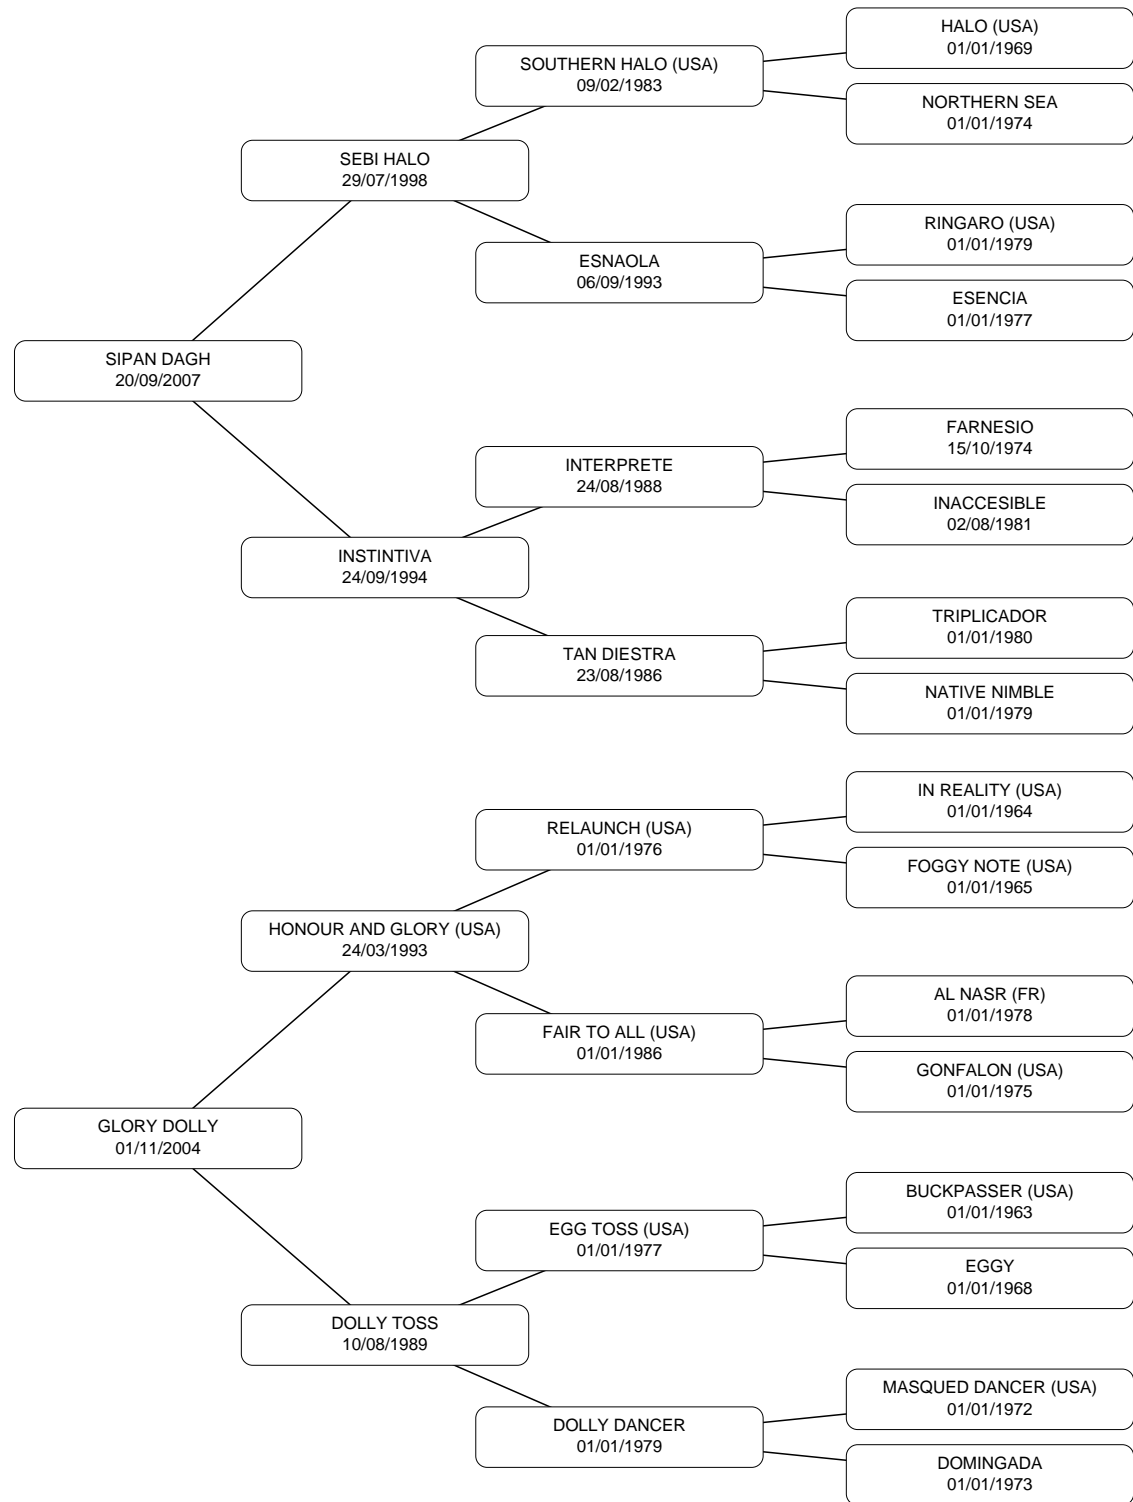 HALO (USA)
01/01/1969
SOUTHERN HALO (USA)
09/02/1983
NORTHERN SEA
01/01/1974
SEBI HALO
29/07/1998
RINGARO (USA)
01/01/1979
ESNAOLA
06/09/1993
ESENCIA
01/01/1977
SIPAN DAGH
20/09/2007
FARNESIO
15/10/1974
INTERPRETE
24/08/1988
INACCESIBLE
02/08/1981
INSTINTIVA
24/09/1994
TRIPLICADOR
01/01/1980
TAN DIESTRA
23/08/1986
NATIVE NIMBLE
01/01/1979
IN REALITY (USA)
01/01/1964
RELAUNCH (USA)
01/01/1976
FOGGY NOTE (USA)
01/01/1965
HONOUR AND GLORY (USA)
24/03/1993
AL NASR (FR)
01/01/1978
FAIR TO ALL (USA)
01/01/1986
GONFALON (USA)
01/01/1975
GLORY DOLLY
01/11/2004
BUCKPASSER (USA)
01/01/1963
EGG TOSS (USA)
01/01/1977
EGGY
01/01/1968
DOLLY TOSS
10/08/1989
MASQUED DANCER (USA)
01/01/1972
DOLLY DANCER
01/01/1979
DOMINGADA
01/01/1973